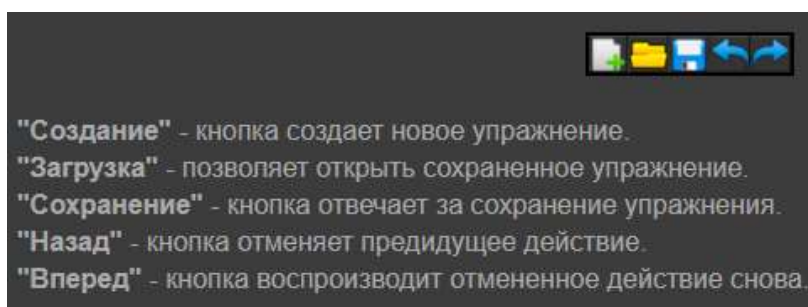 "Создание" - кнопка создает новое упражнение.
"Загрузка" - позволяет открыть сохраненное упражнение.
"Сохранение" - кнопка отвечает за сохранение упражнения.
"Назад" - кнопка отменяет предидущее действие.
"Вперед" - кнопка воспроизводит отмененное действие снова.